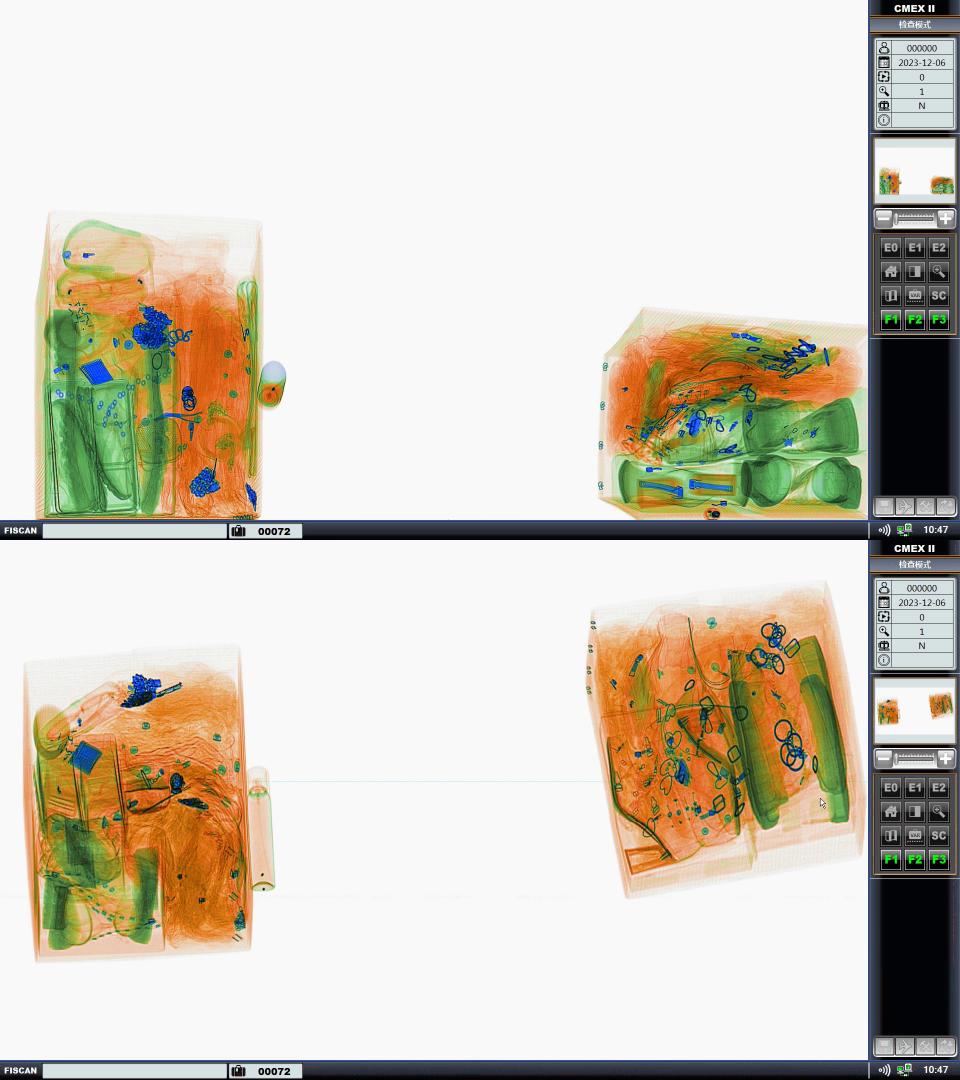 CMEX II
检查模式
000000
2023-12-06
0
1
N
E0 E1 E2
VAR SC
F1 F2 F3
FISCAN 00072 10:47
CMEX II
检查模式
000000
2023-12-06
0
1
N
E0 E1 E2
VAR SC
F1 F2 F3
FISCAN 00072 10:47